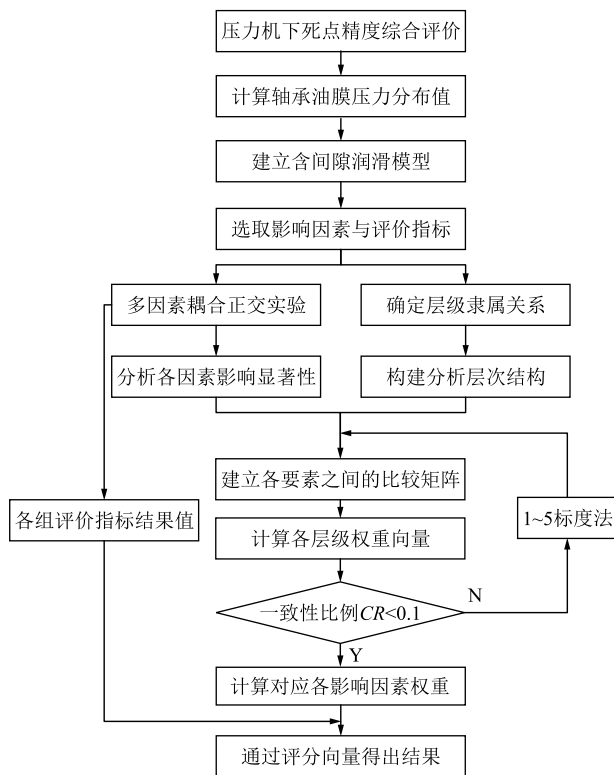 压力机下死点精度综合评价
计算轴承油膜压力分布值
建立含间隙润滑模型
选取影响因素与评价指标
多因素耦合正交实验
确定层级隶属关系
分析各因素影响显著性
构建分析层次结构
建立各要素之间的比较矩阵
各组评价指标结果值
1~5标度法
计算各层级权重向量
一致性比例CR<0.1
N
Y
计算对应各影响因素权重
通过评分向量得出结果